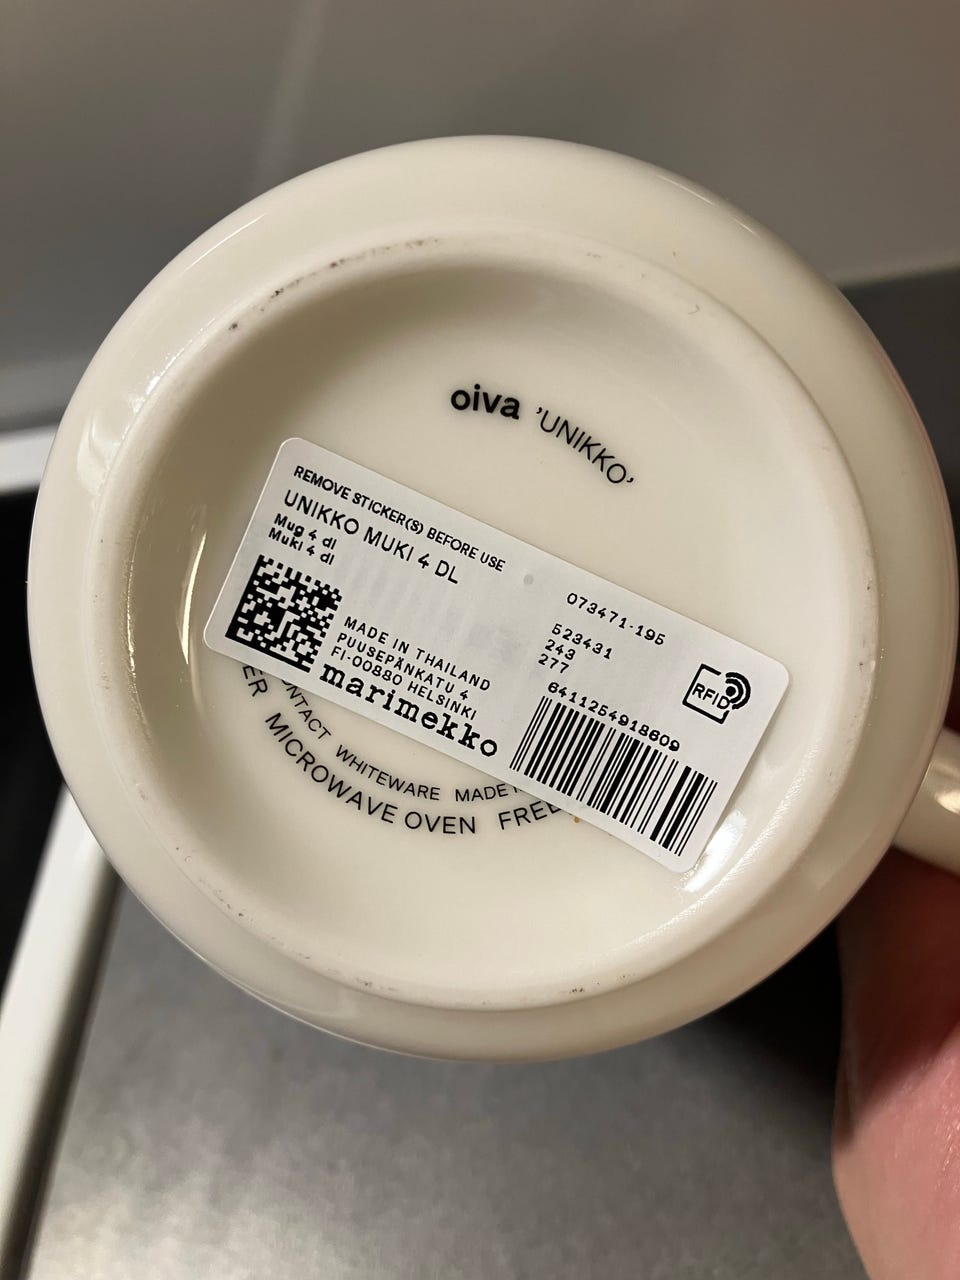 oiva 'UNIKKO'
REMOVE STICKER(S) BEFORE USE
UNIKKO MUKI 4 DL
Mug 4 dl
Muki 4 dl
073471-195
523431
243
277
6411254918609
RFID
MADE IN THAILAND
PUUSEPÄNKATU 4
FI-00880 HELSINKI
marimekko
WHITEWARE MADE
MICROWAVE OVEN